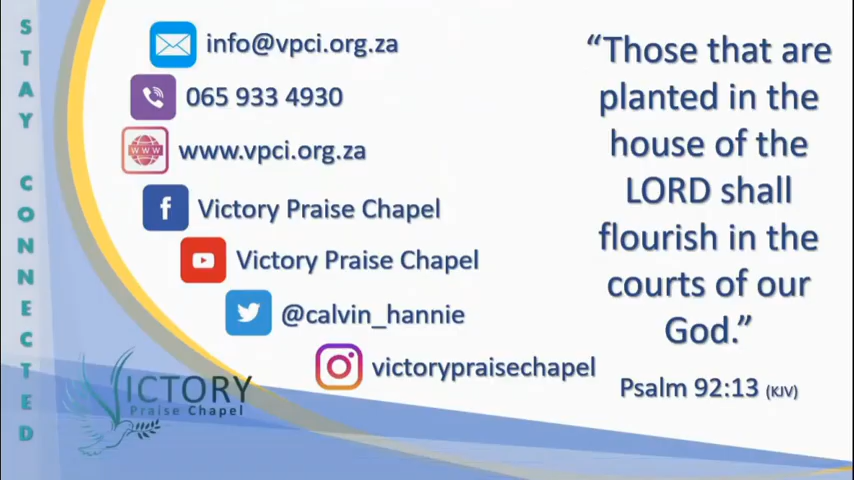 STAY CONNECTED
info@vpci.org.za
065 933 4930
WWW
www.vpci.org.za
f
Victory Praise Chapel
Victory Praise Chapel
@calvin_hannie
victorypraisechapel
VICTORY
Praise Chapel
“Those that are
planted in the
house of the
LORD shall
flourish in the
courts of our
God.”
Psalm 92:13 (KJV)